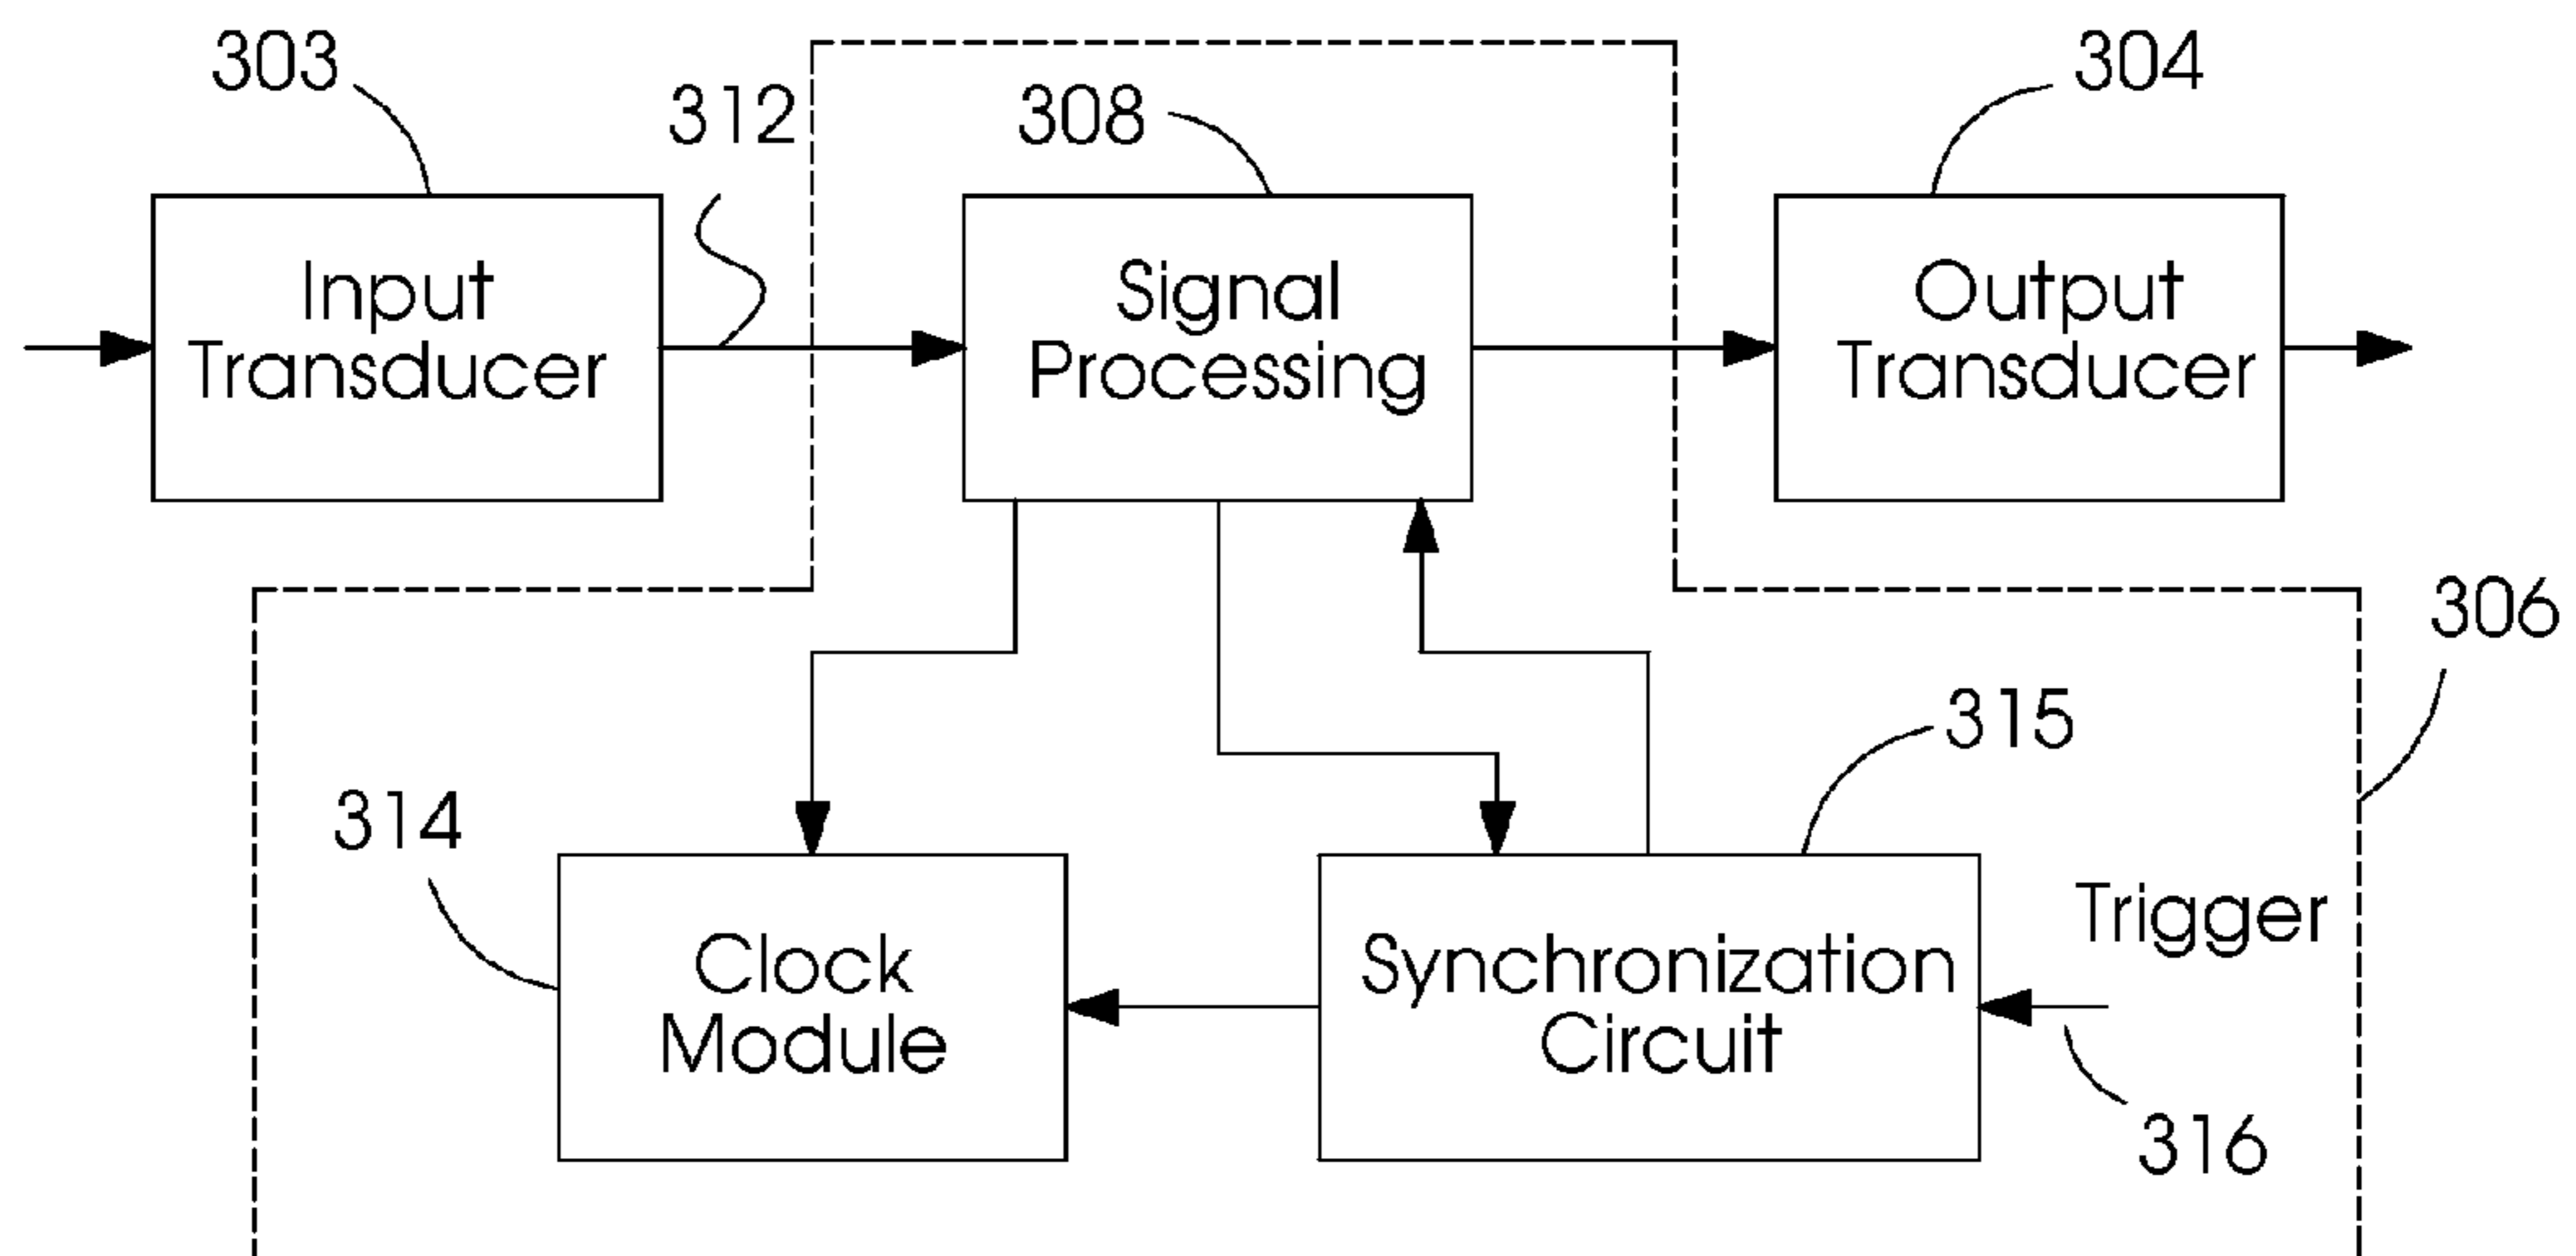 303
312
308
304
Input
Transducer
Signal
Processing
Output
Transducer
306
315
314
Trigger
Clock
Module
Synchronization
Circuit
316